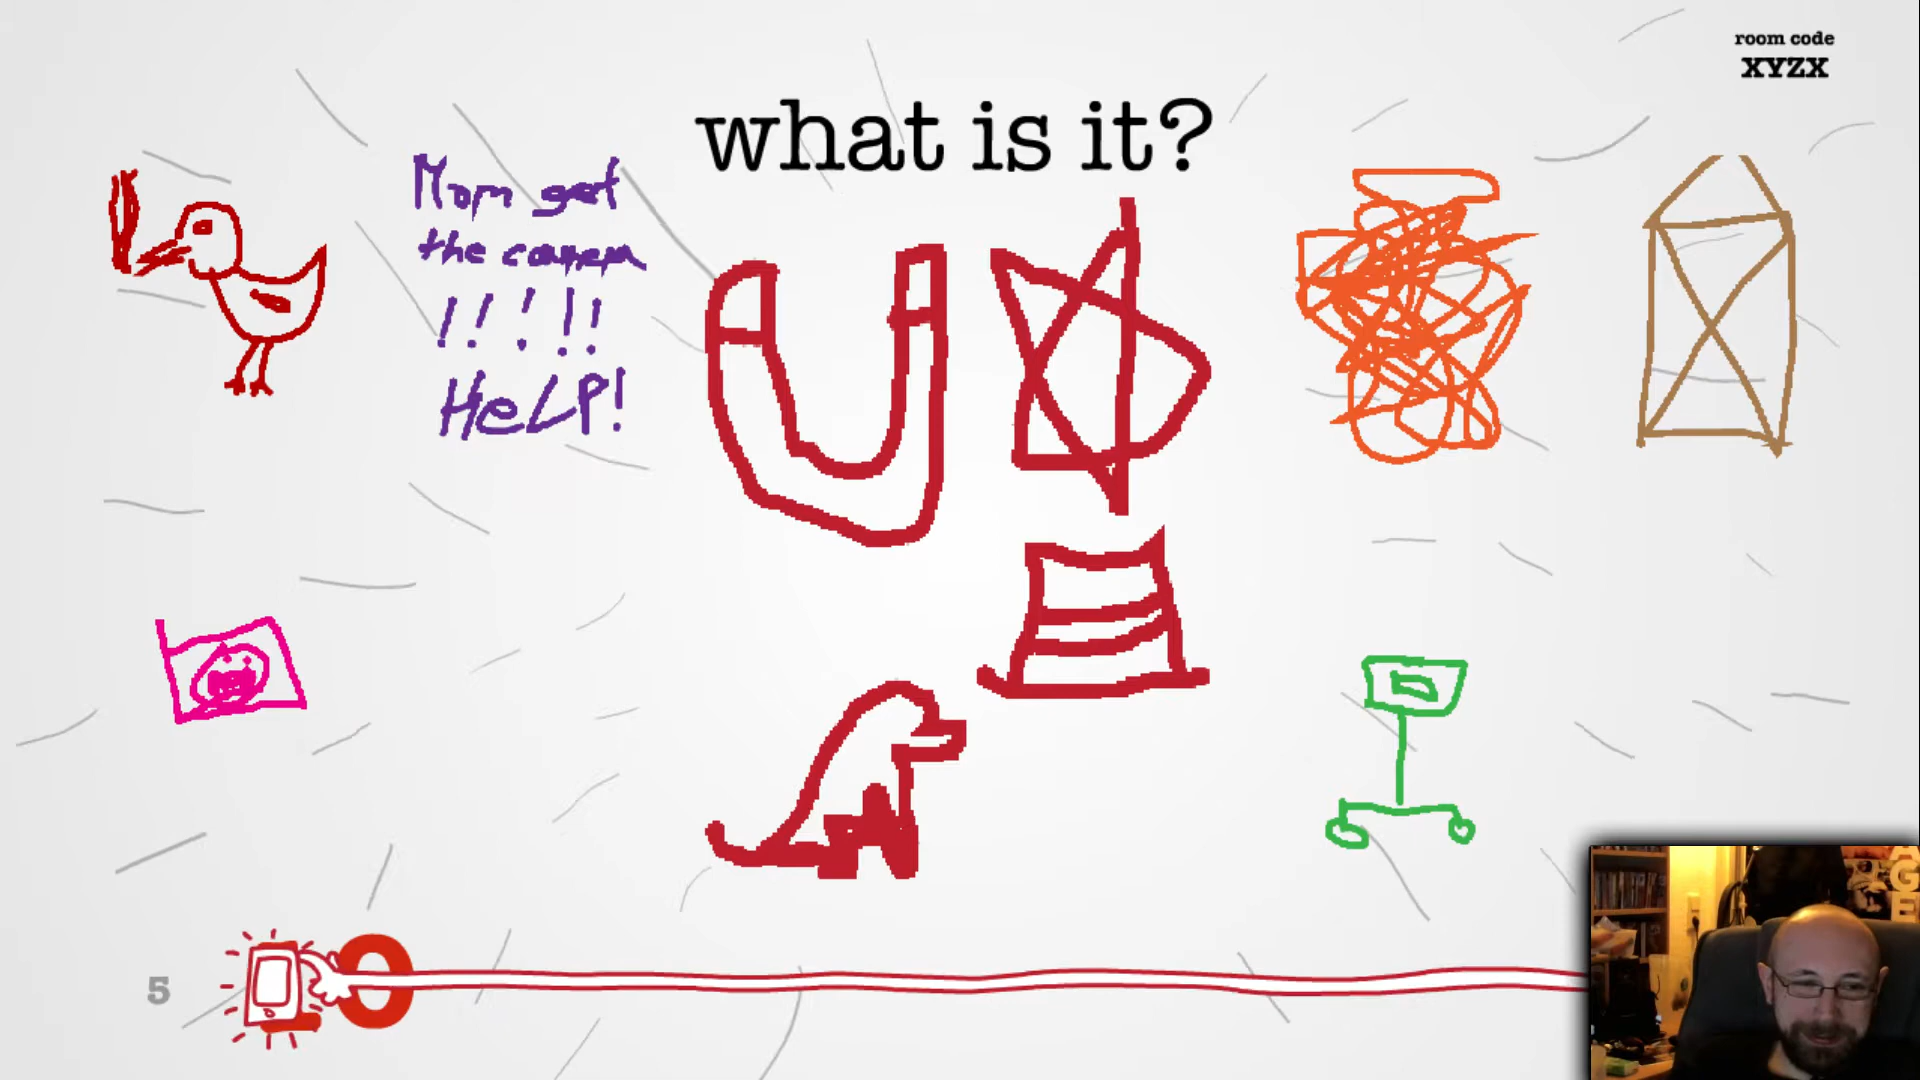 room code
XYZX
what is it?
Mom get
the camera
!!!!!
HeLP!
5